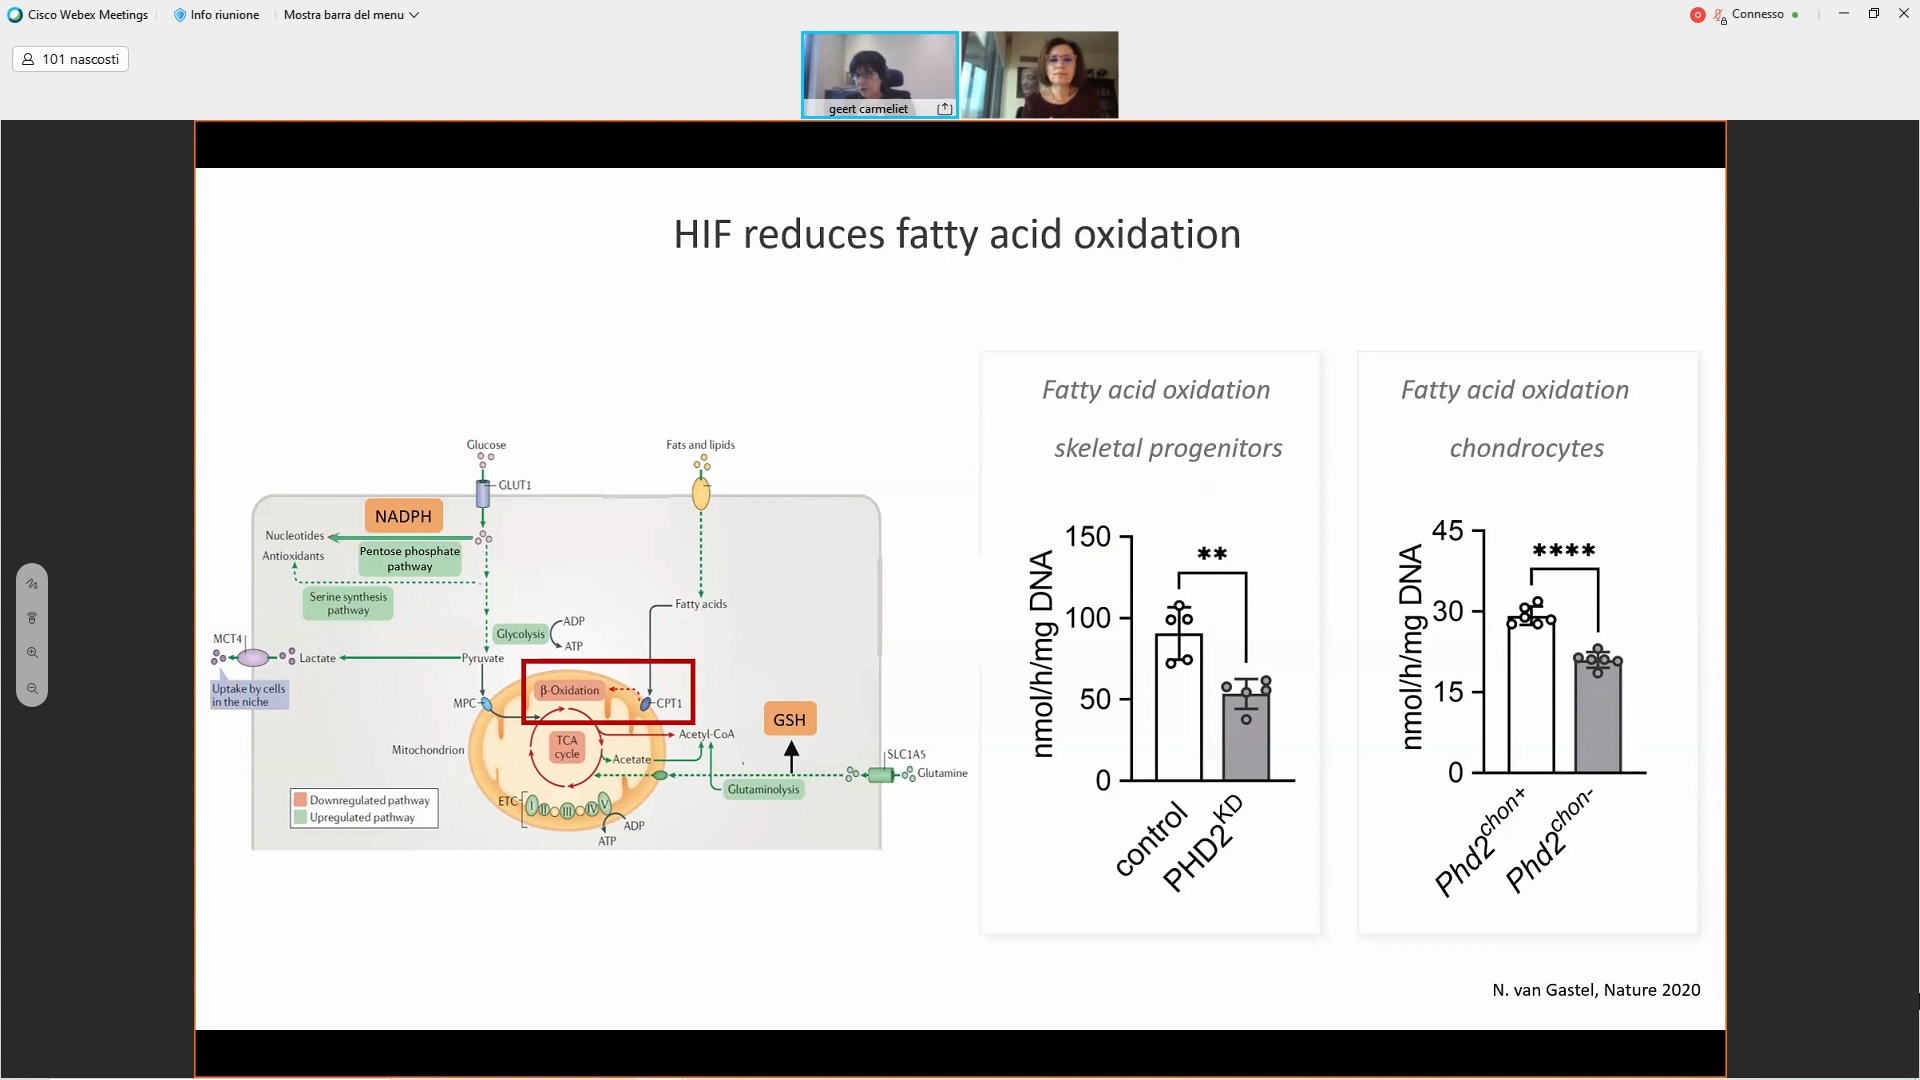 Cisco Webex Meetings
Info riunione
Mostra barra del menu
Connesso
101 nascosti
geert carmeliet
HIF reduces fatty acid oxidation
Glucose
GLUT1
Fats and lipids
NADPH
Nucleotides
Antioxidants
Pentose phosphate
pathway
Serine synthesis
pathway
Fatty acids
Glycolysis
ADP
ATP
MCT4
Lactate
Pyruvate
Uptake by cells
in the niche
β-Oxidation
MPC
CPT1
GSH
Mitochondrion
TCA
cycle
Acetyl-CoA
Acetate
SLC1A5
Glutamine
Glutaminolysis
ETC
I II III IV V
ADP
ATP
Downregulated pathway
Upregulated pathway
Fatty acid oxidation
skeletal progenitors
nmol/h/mg DNA
150
100
50
0
**
control
PHD2KD
Fatty acid oxidation
chondrocytes
nmol/h/mg DNA
45
30
15
0
****
Phd2chon+
Phd2chon-
N. van Gastel, Nature 2020